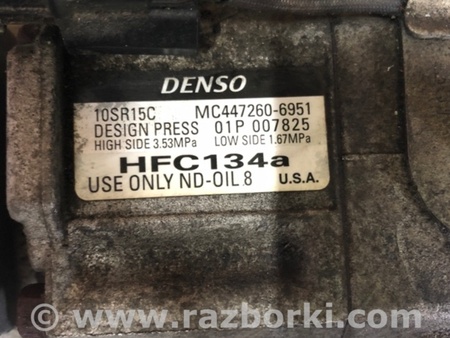 DENSO
10SR15C MC447260-6951
DESIGN PRESS 01P 007825
HIGH SIDE 3.53MPa LOW SIDE 1.67MPa
HFC134a
USE ONLY ND-OIL 8 U.S.A.
© www.razborki.com